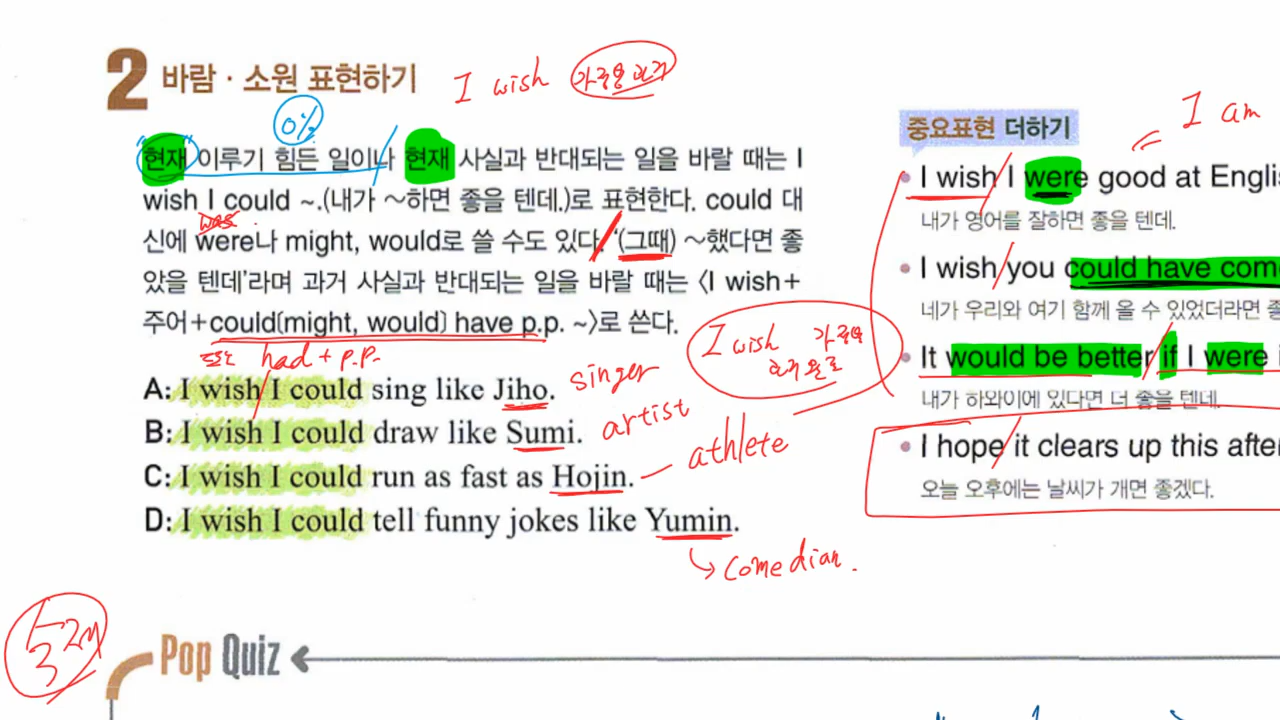 2 바람·소원 표현하기
I wish 가정법 과거
0%
현재 이루기 힘든 일이나 현재 사실과 반대되는 일을 바랄 때는 I
wish I could ~.(내가 ~하면 좋을 텐데.)로 표현한다. could 대
was
신에 were나 might, would로 쓸 수도 있다. '(그때) ~했다면 좋
았을 텐데'라며 과거 사실과 반대되는 일을 바랄 때는 〈I wish+
주어+could(might, would) have p.p. ~〉로 쓴다.
또는 had + p.p.
A: I wish I could sing like Jiho. singer
B: I wish I could draw like Sumi. artist
C: I wish I could run as fast as Hojin. athlete
D: I wish I could tell funny jokes like Yumin.
comedian.
I wish 가정법
중요표현 더하기
I am
I wish I were good at Englis
내가 영어를 잘하면 좋을 텐데.
I wish you could have com
네가 우리와 여기 함께 올 수 있었더라면 좋
It would be better if I were i
내가 하와이에 있다면 더 좋을 텐데.
I hope it clears up this after
오늘 오후에는 날씨가 개면 좋겠다.
Pop Quiz